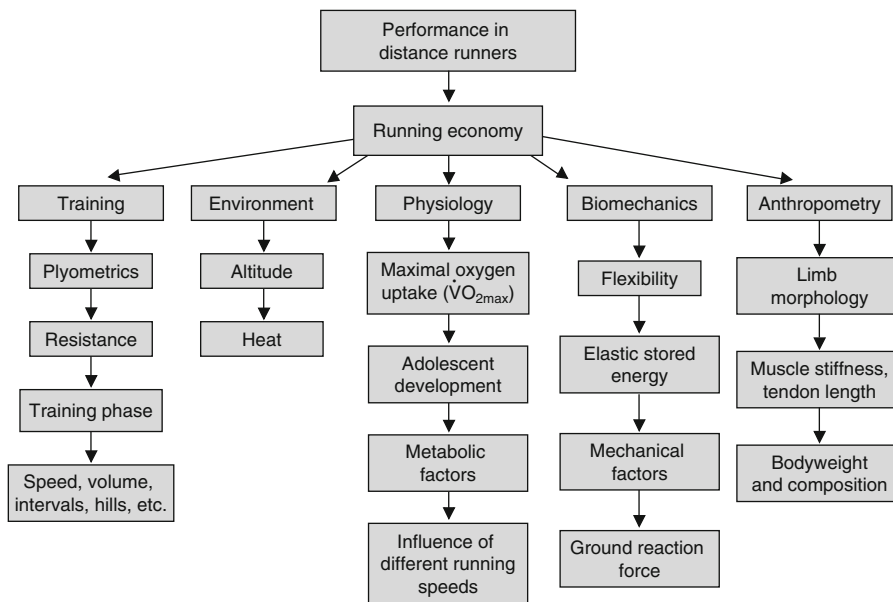 Performance in
distance runners
Running economy
Training
Environment
Physiology
Biomechanics
Anthropometry
Plyometrics
Altitude
Maximal oxygen
uptake (V̇O2max)
Flexibility
Limb
morphology
Resistance
Heat
Adolescent
development
Elastic stored
energy
Muscle stiffness,
tendon length
Training phase
Metabolic
factors
Mechanical
factors
Bodyweight
and composition
Speed, volume,
intervals, hills, etc.
Influence of
different running
speeds
Ground reaction
force